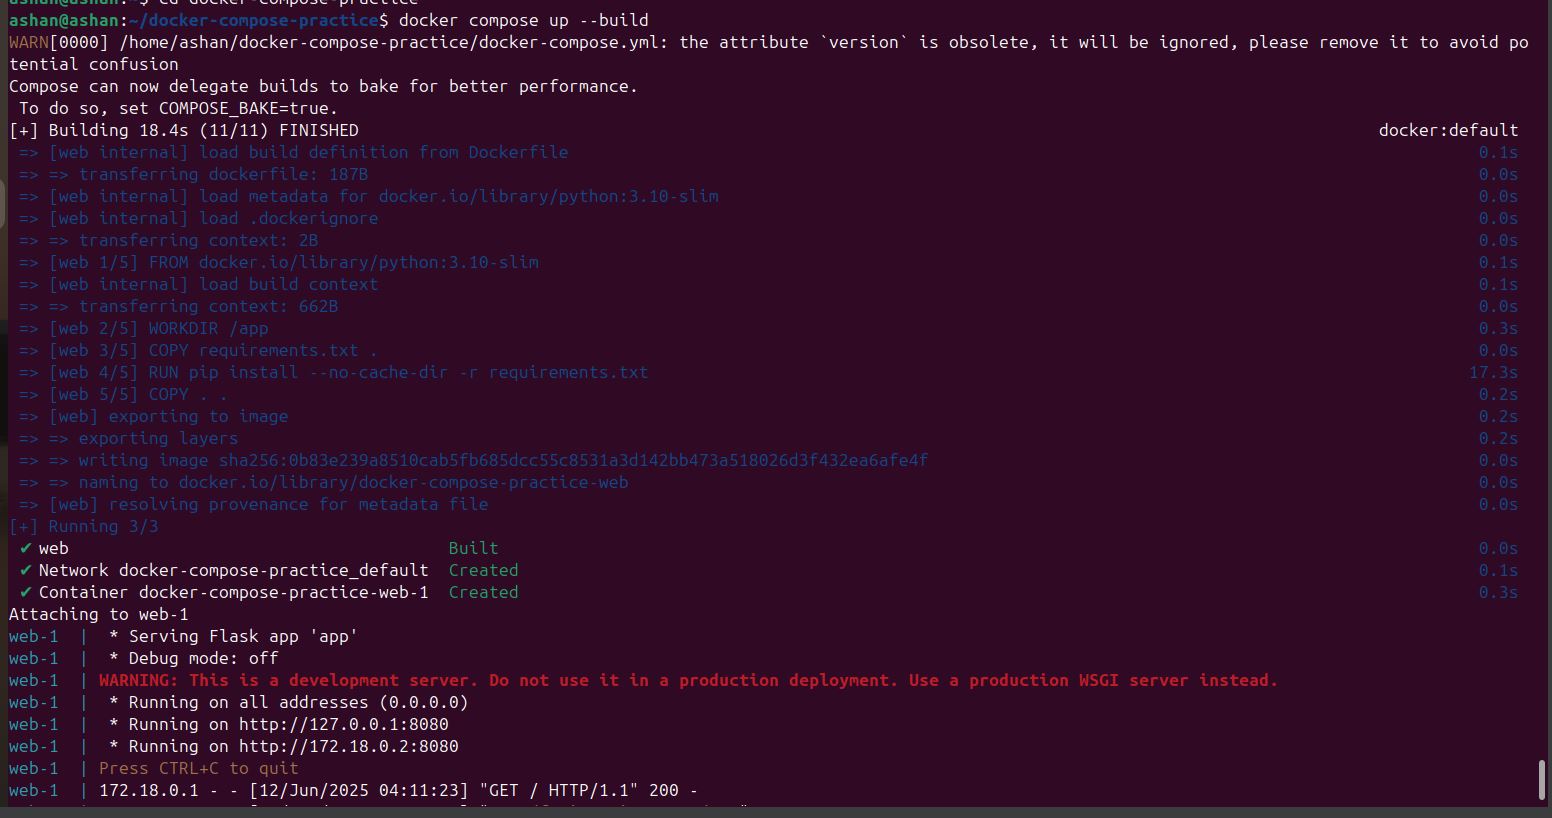 ashan@ashan:~$ cd docker-compose-practice
ashan@ashan:~/docker-compose-practice$ docker compose up --build
WARN[0000] /home/ashan/docker-compose-practice/docker-compose.yml: the attribute `version` is obsolete, it will be ignored, please remove it to avoid po
tential confusion
Compose can now delegate builds to bake for better performance.
 To do so, set COMPOSE_BAKE=true.
[+] Building 18.4s (11/11) FINISHED docker:default
 => [web internal] load build definition from Dockerfile 0.1s
 => => transferring dockerfile: 187B 0.0s
 => [web internal] load metadata for docker.io/library/python:3.10-slim 0.0s
 => [web internal] load .dockerignore 0.0s
 => => transferring context: 2B 0.0s
 => [web 1/5] FROM docker.io/library/python:3.10-slim 0.1s
 => [web internal] load build context 0.1s
 => => transferring context: 662B 0.0s
 => [web 2/5] WORKDIR /app 0.3s
 => [web 3/5] COPY requirements.txt . 0.0s
 => [web 4/5] RUN pip install --no-cache-dir -r requirements.txt 17.3s
 => [web 5/5] COPY . . 0.2s
 => [web] exporting to image 0.2s
 => => exporting layers 0.2s
 => => writing image sha256:0b83e239a8510cab5fb685dcc55c8531a3d142bb473a518026d3f432ea6afe4f 0.0s
 => => naming to docker.io/library/docker-compose-practice-web 0.0s
 => [web] resolving provenance for metadata file 0.0s
[+] Running 3/3
 ✔ web Built 0.0s
 ✔ Network docker-compose-practice_default Created 0.1s
 ✔ Container docker-compose-practice-web-1 Created 0.3s
Attaching to web-1
web-1 | * Serving Flask app 'app'
web-1 | * Debug mode: off
web-1 | WARNING: This is a development server. Do not use it in a production deployment. Use a production WSGI server instead.
web-1 | * Running on all addresses (0.0.0.0)
web-1 | * Running on http://127.0.0.1:8080
web-1 | * Running on http://172.18.0.2:8080
web-1 | Press CTRL+C to quit
web-1 | 172.18.0.1 - - [12/Jun/2025 04:11:23] "GET / HTTP/1.1" 200 -